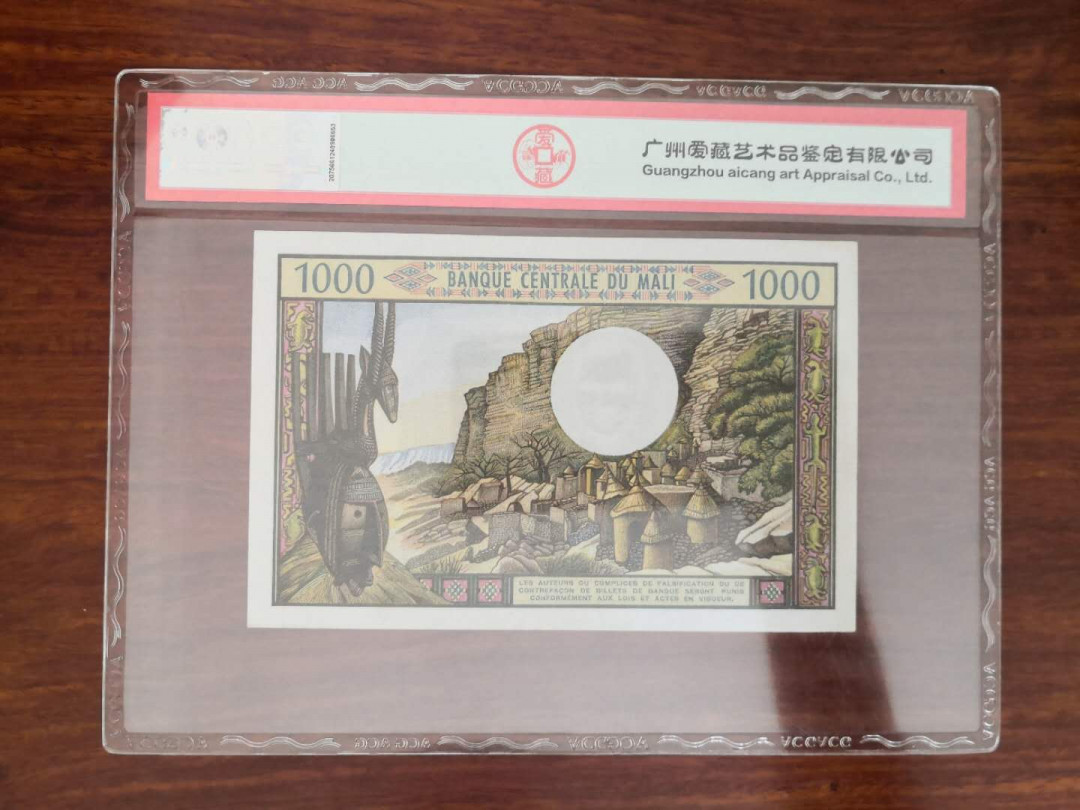 广州爱藏艺术品鉴定有限公司
Guangzhou aicang art Appraisal Co., Ltd.
爱
藏
1000 BANQUE CENTRALE DU MALI 1000
LES AUTEURS OU COMPLICES DE FALSIFICATION OU DE
CONTREFAÇON DE BILLETS DE BANQUE SERONT PUNIS
CONFORMÉMENT AUX LOIS ET ACTES EN VIGUEUR.